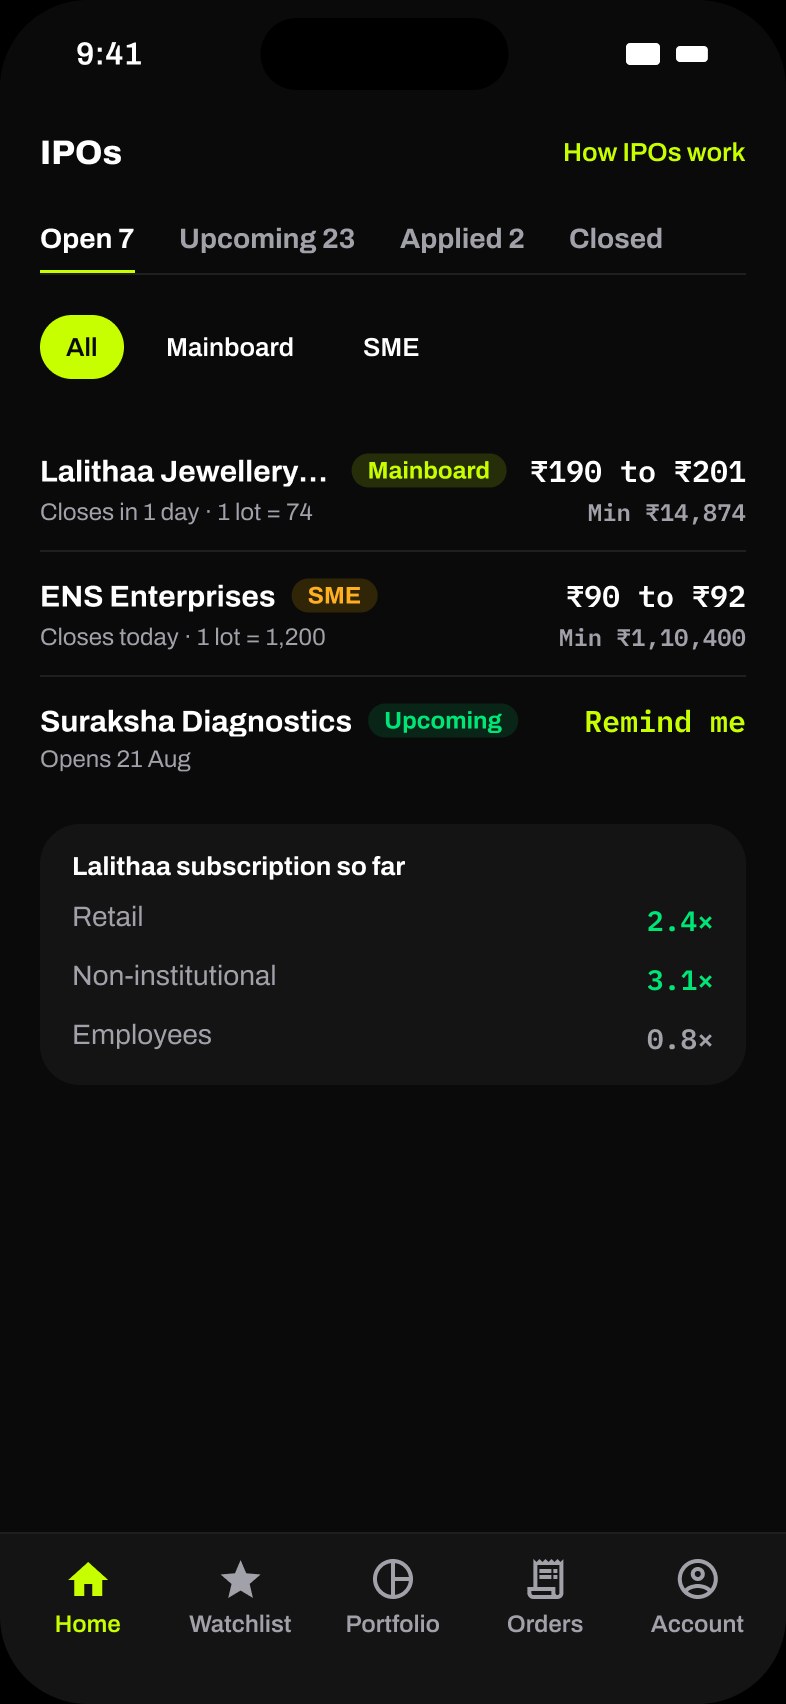 9:41
IPOs
How IPOs work
Open 7 Upcoming 23 Applied 2 Closed
All Mainboard SME
Lalithaa Jewellery... Mainboard ₹190 to ₹201
Closes in 1 day · 1 lot = 74 Min ₹14,874
ENS Enterprises SME ₹90 to ₹92
Closes today · 1 lot = 1,200 Min ₹1,10,400
Suraksha Diagnostics Upcoming Remind me
Opens 21 Aug
Lalithaa subscription so far
Retail 2.4×
Non-institutional 3.1×
Employees 0.8×
Home Watchlist Portfolio Orders Account